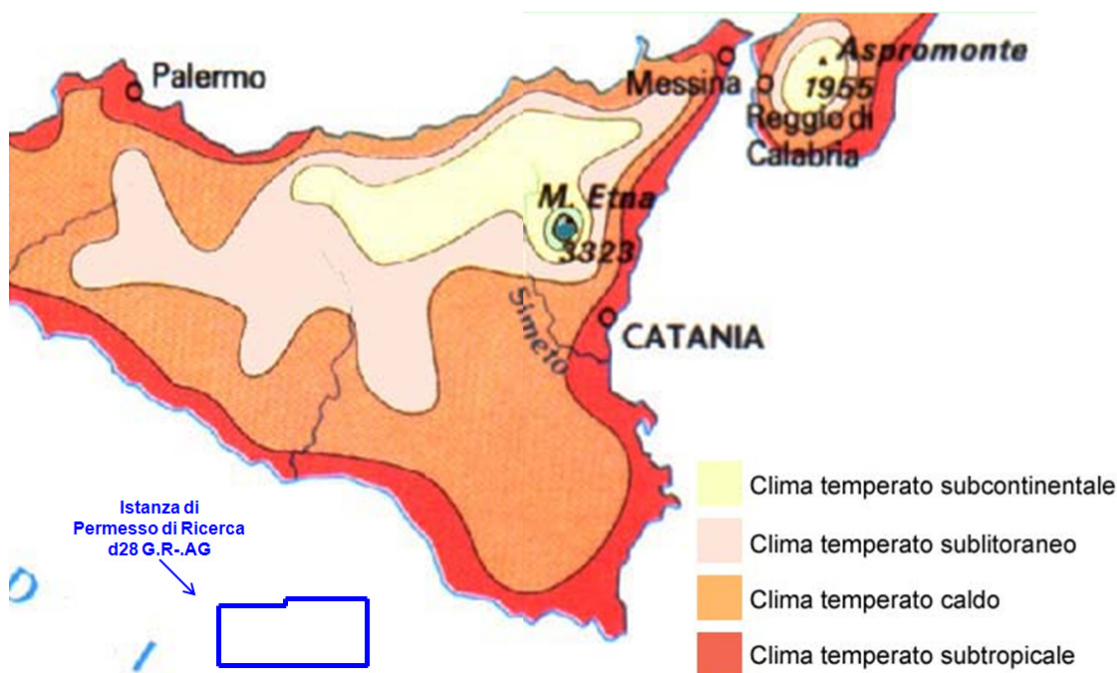 Palermo
Messina
Aspromonte
1955
Reggio di
Calabria
M. Etna
3323
Simeto
CATANIA
Istanza di
Permesso di Ricerca
d28 G.R-.AG
Clima temperato subcontinentale
Clima temperato sublitoraneo
Clima temperato caldo
Clima temperato subtropicale
I